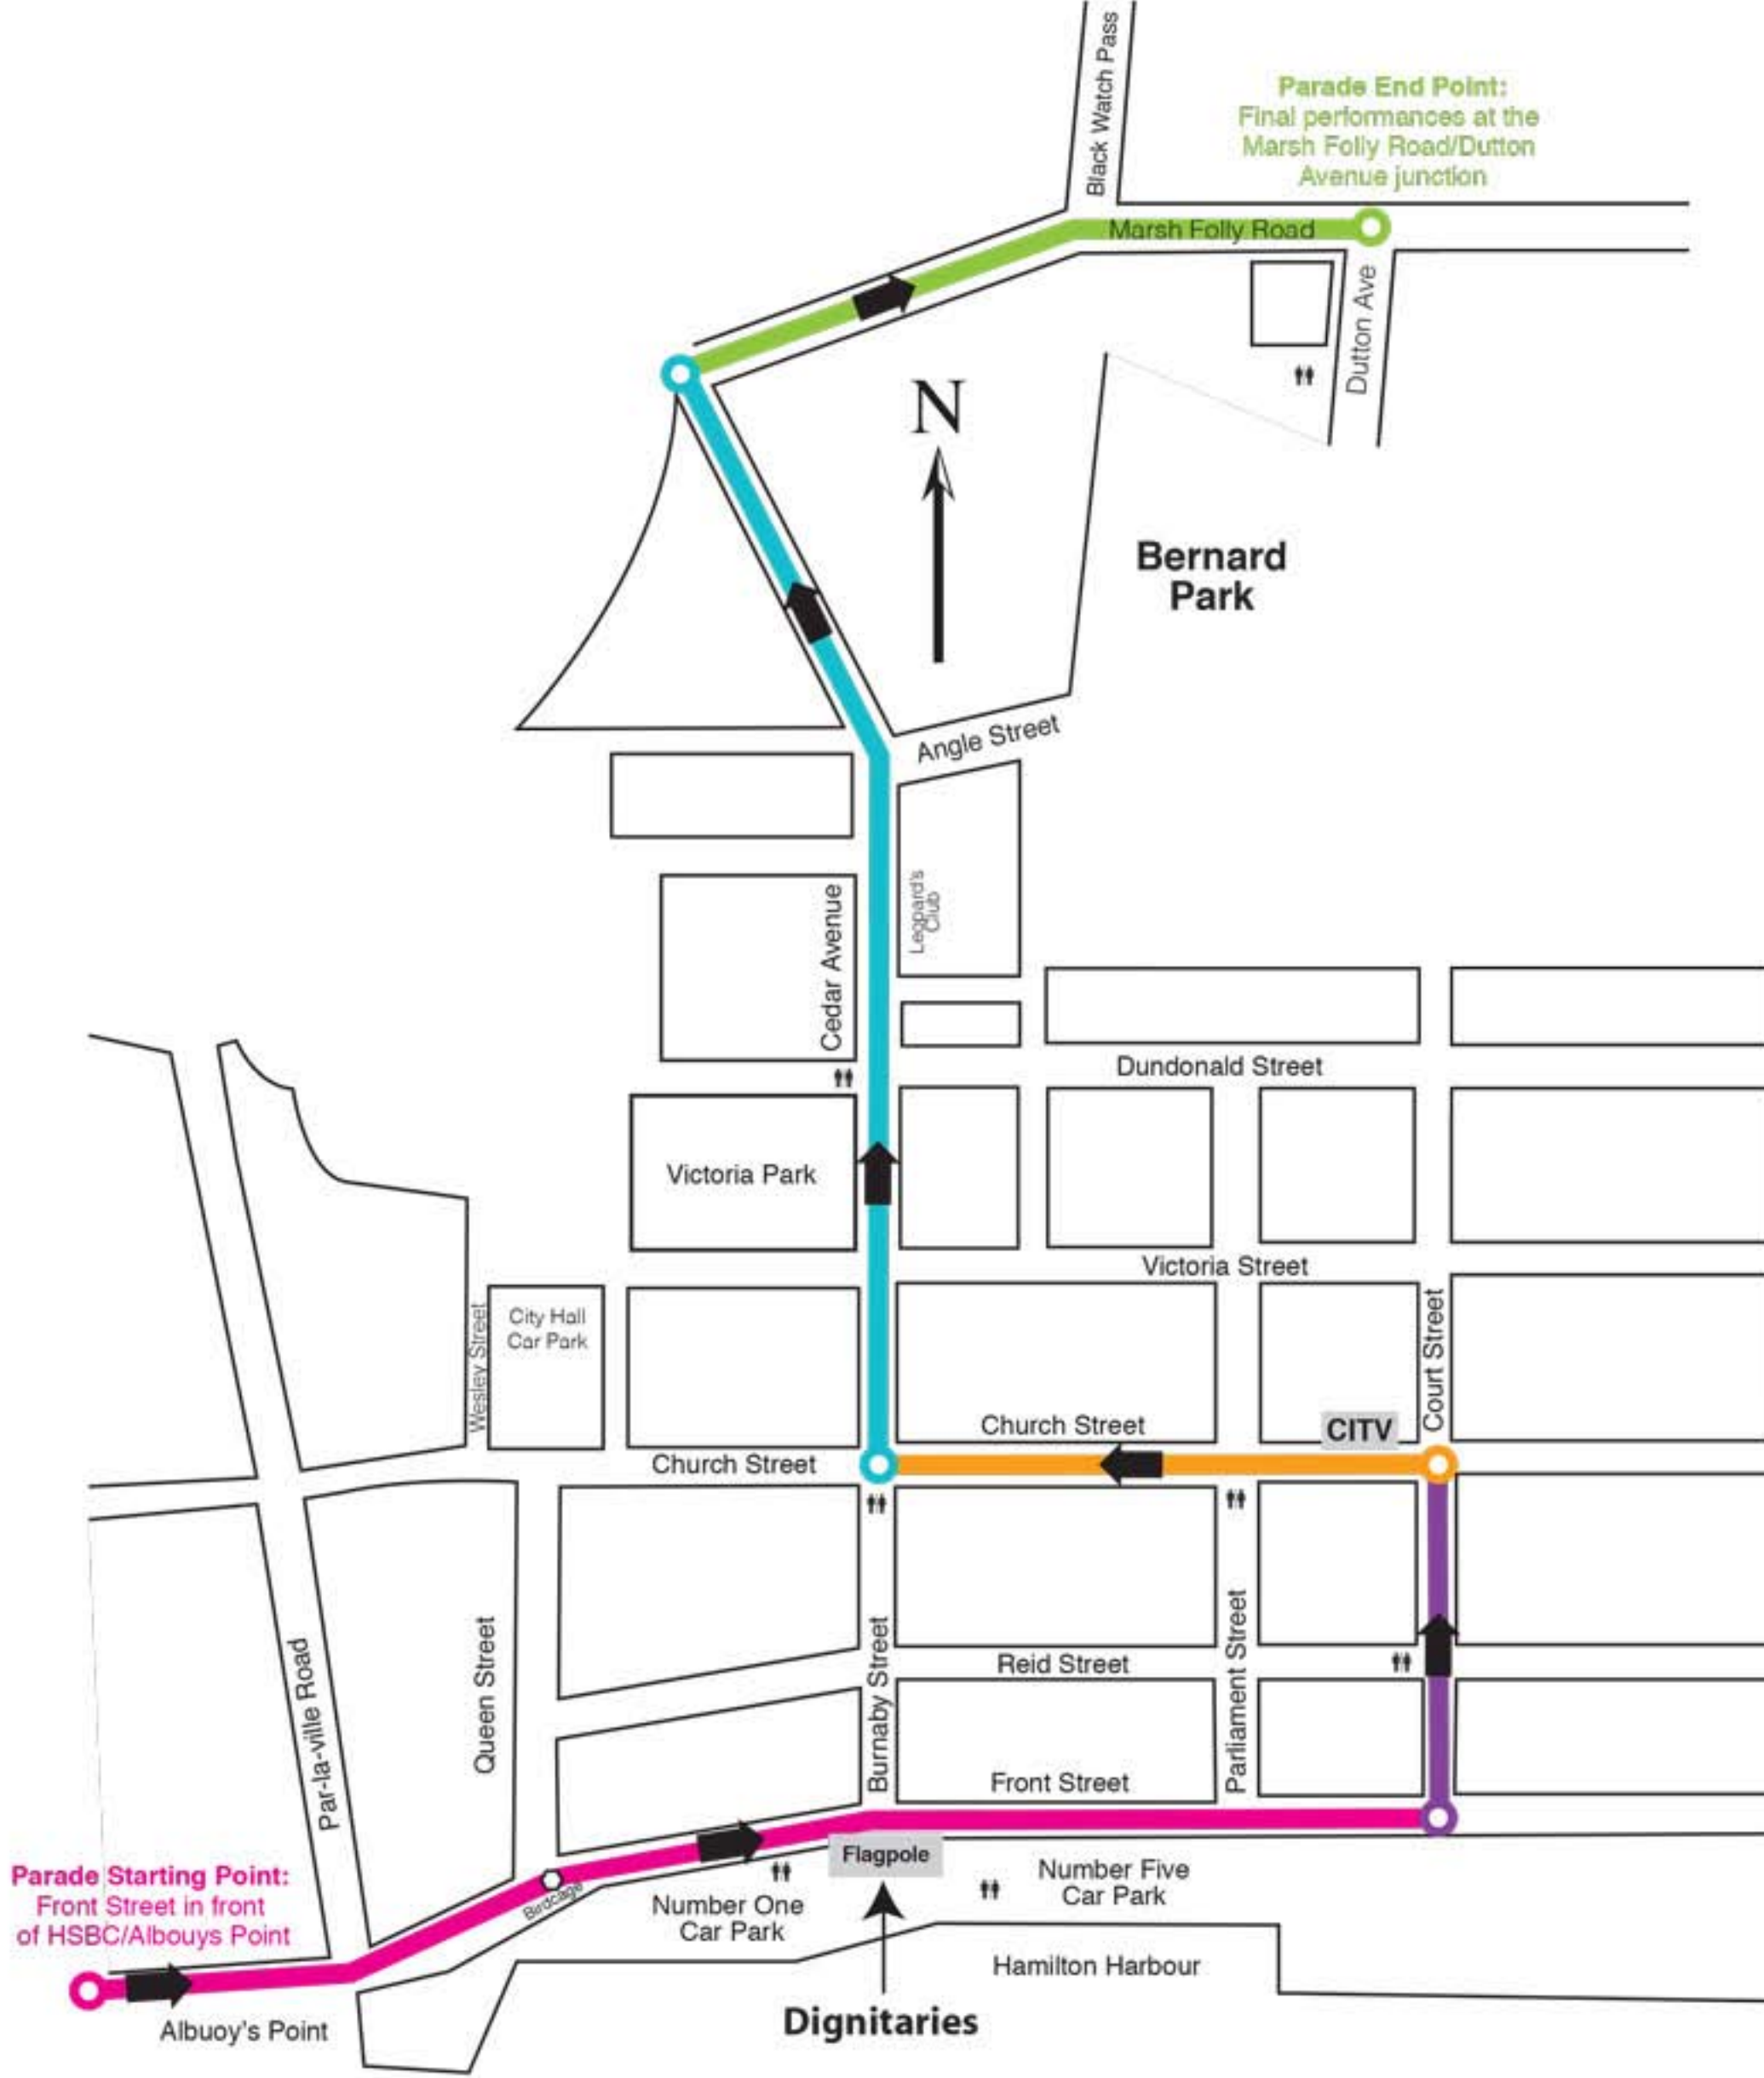 Black Watch Pass
Parade End Point:
Final performances at the
Marsh Folly Road/Dutton
Avenue junction
Marsh Folly Road
Dutton Ave
N
Bernard
Park
Angle Street
Leopard's
Club
Cedar Avenue
Dundonald Street
Victoria Park
Victoria Street
City Hall
Car Park
Wesley Street
Court Street
Church Street
CITV
Church Street
Par-la-ville Road
Queen Street
Burnaby Street
Reid Street
Parliament Street
Front Street
Parade Starting Point:
Front Street in front
of HSBC/Albouys Point
Birdcage
Flagpole
Number One
Car Park
Number Five
Car Park
Hamilton Harbour
Albuoy's Point
Dignitaries